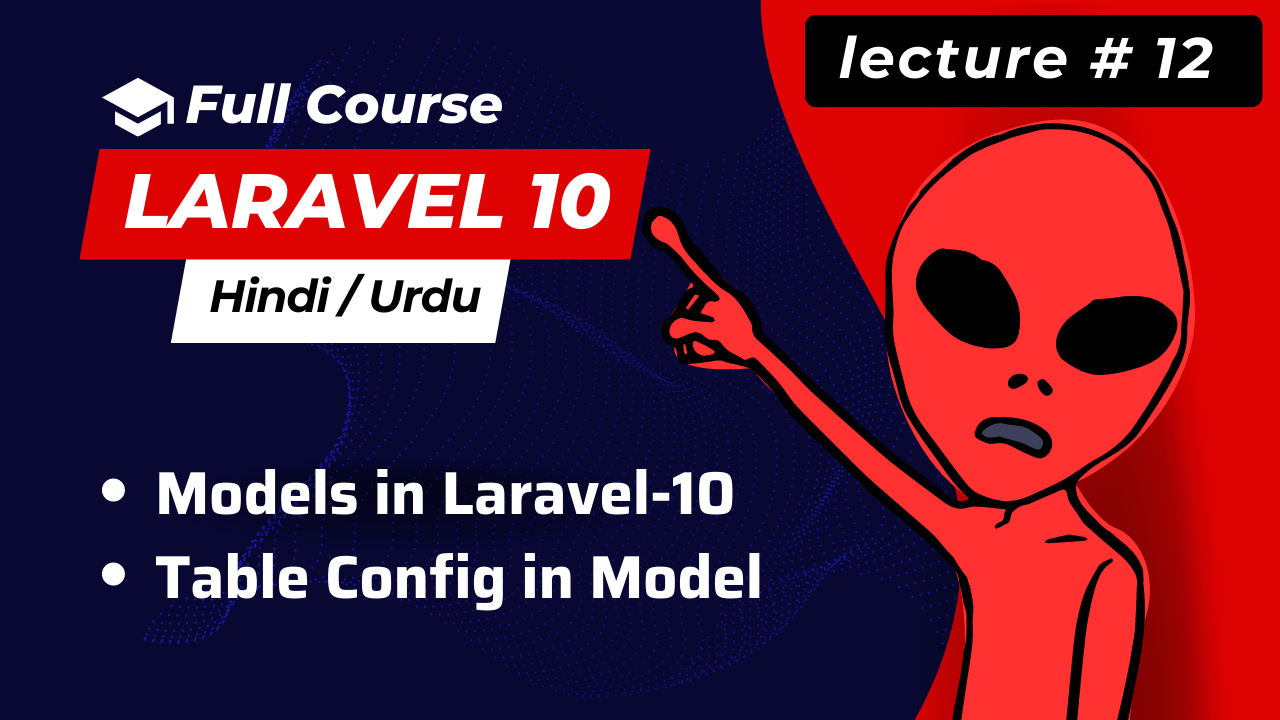 lecture # 12
Full Course
LARAVEL 10
Hindi / Urdu
• Models in Laravel-10
• Table Config in Model